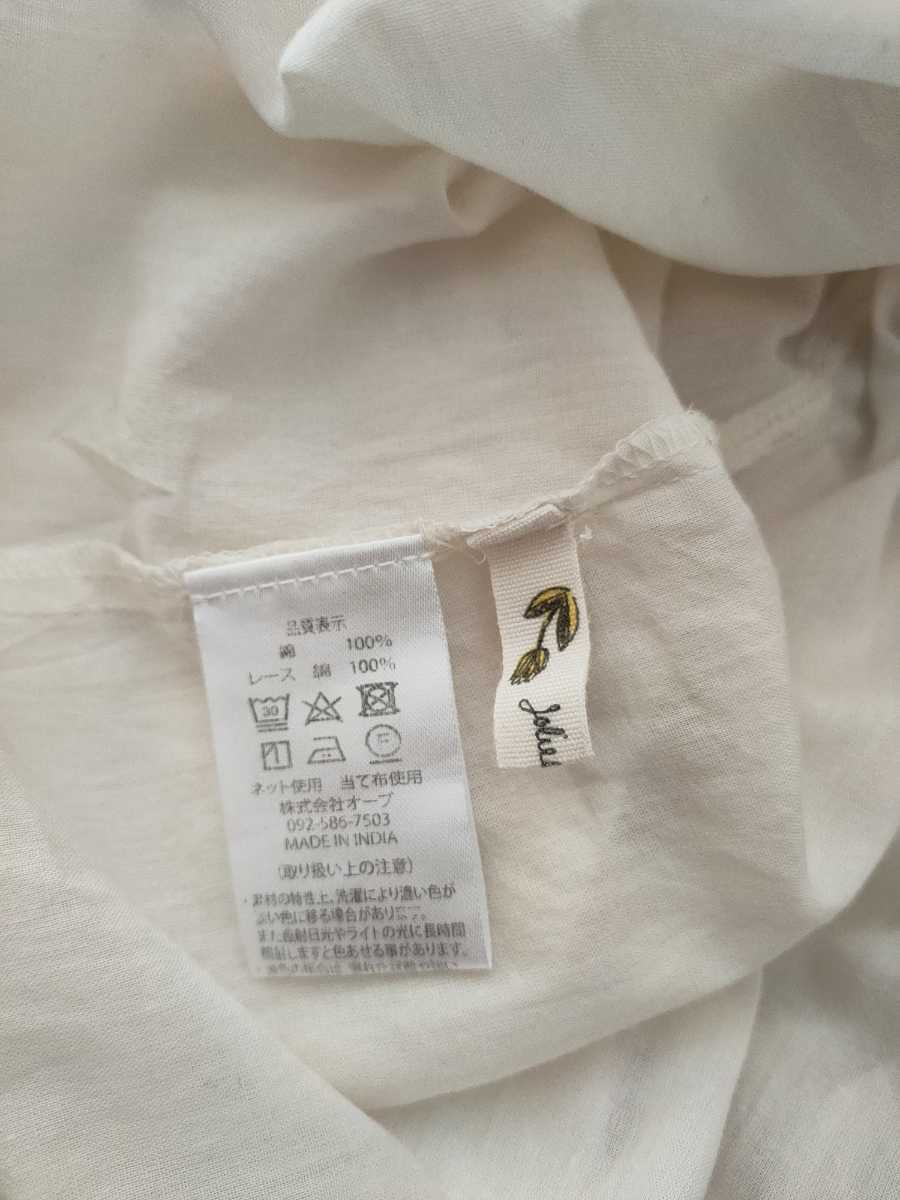 品質表示
綿 100%
レース 綿 100%
30
F
ネット使用 当て布使用
株式会社オーブ
092-586-7503
MADE IN INDIA
(取り扱い上の注意)
・素材の特性上、洗濯により濃い色が
い色に移る場合があり
また直射日光やライトの光に長時間
照射しますと色あせる事があります。
Jolie